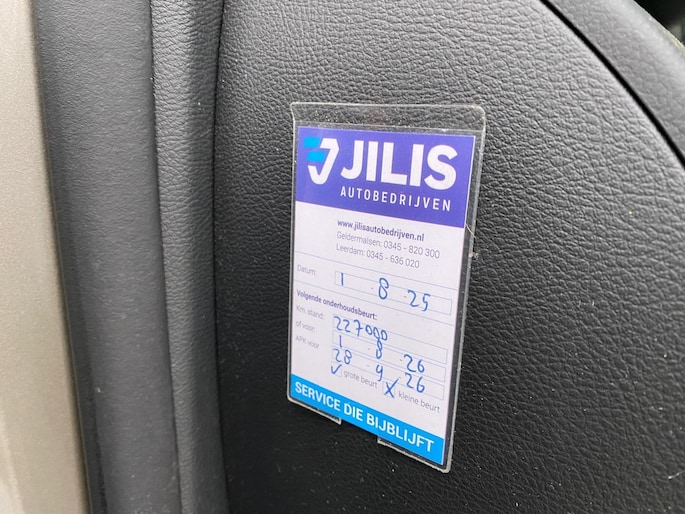 JILIS
AUTOBEDRIJVEN
www.jilisautobedrijven.nl
Geldermalsen: 0345 - 820 300
Leerdam: 0345 - 636 020
Datum: 1 - 8 - 25
Volgende onderhoudsbeurt:
Km. stand: 227000
of voor: 1 - 8 - 26
APK voor: 28 - 9 - 26
✓ grote beurt X kleine beurt
SERVICE DIE BIJBLIJFT